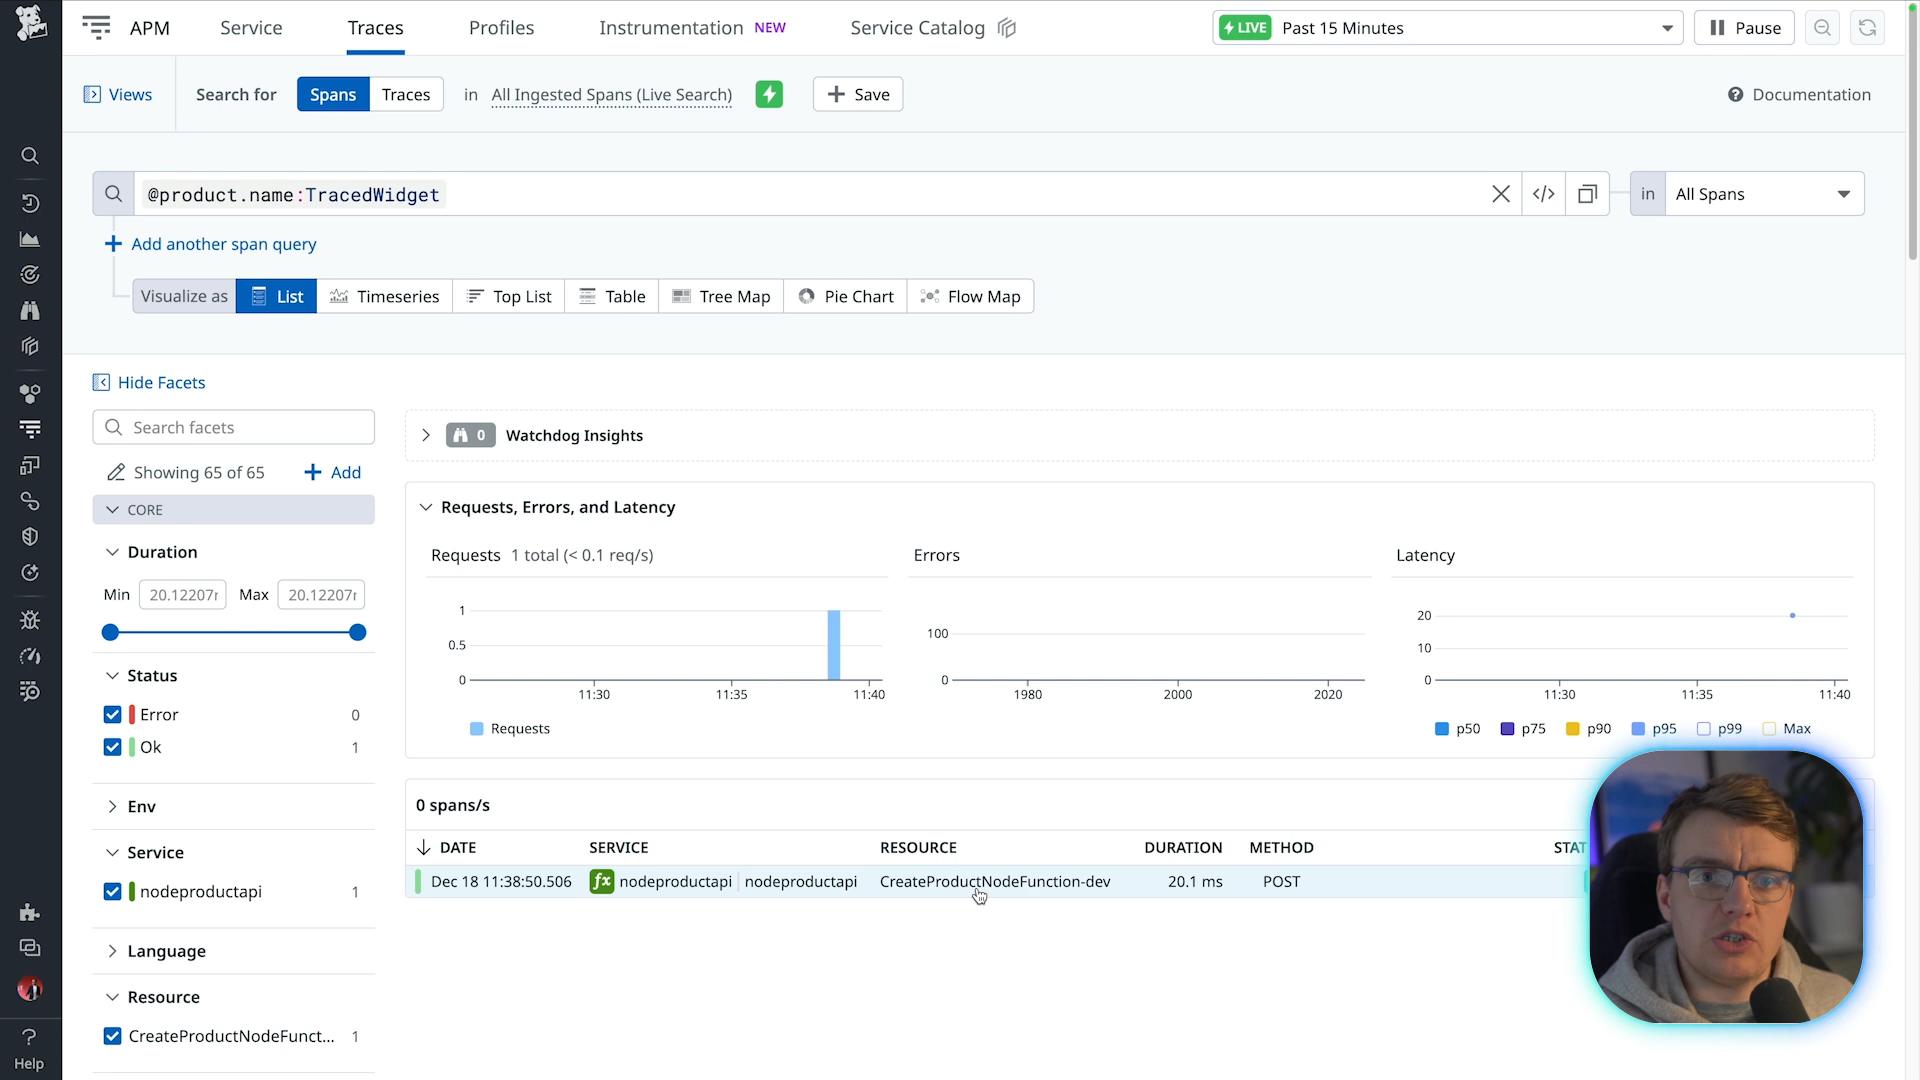 APM Service Traces Profiles Instrumentation NEW Service Catalog LIVE Past 15 Minutes Pause
Views Search for Spans Traces in All Ingested Spans (Live Search) + Save Documentation
@product.name:TracedWidget </> in All Spans
+ Add another span query
Visualize as List Timeseries Top List Table Tree Map Pie Chart Flow Map
Hide Facets
Search facets
Showing 65 of 65 + Add
CORE
Duration
Min 20.12207r Max 20.12207r
Status
Error 0
Ok 1
Env
Service
nodeproductapi 1
Language
Resource
CreateProductNodeFunct... 1
Help
0 Watchdog Insights
Requests, Errors, and Latency
Requests 1 total (< 0.1 req/s)
1
0.5
0
11:30 11:35 11:40
Requests
Errors
100
0
1980 2000 2020
Latency
20
10
0
11:30 11:35 11:40
p50 p75 p90 p95 p99 Max
0 spans/s
DATE SERVICE RESOURCE DURATION METHOD STAT
Dec 18 11:38:50.506 fx nodeproductapi nodeproductapi CreateProductNodeFunction-dev 20.1 ms POST